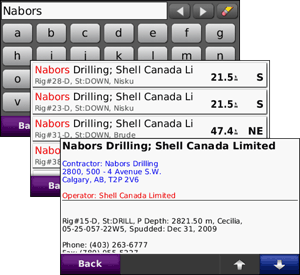 Nabors
a b c d e f g
h
o
v
Ba
Nabors Drilling; Shell Canada Li
Rig#28-D, St:DOWN, Nisku
21.5
S
Nabors Drilling; Shell Canada Li
Rig#23-D, St:DOWN, Nisku
21.5
S
Nabors Drilling; Shell Canada Li
Rig#31-D, St:DOWN, Brude
47.4
NE
Nabors
Rig#38
Ba
Nabors Drilling; Shell Canada Limited
Contractor: Nabors Drilling
2800, 500 - 4 Avenue S.W.
Calgary, AB, T2P 2V6
Operator: Shell Canada Limited
Rig#15-D, St:DRILL, P Depth: 2821.50 m, Cecilia,
05-25-057-22W5, Spudded: Dec 31, 2009
Phone: (403) 263-6777
Back